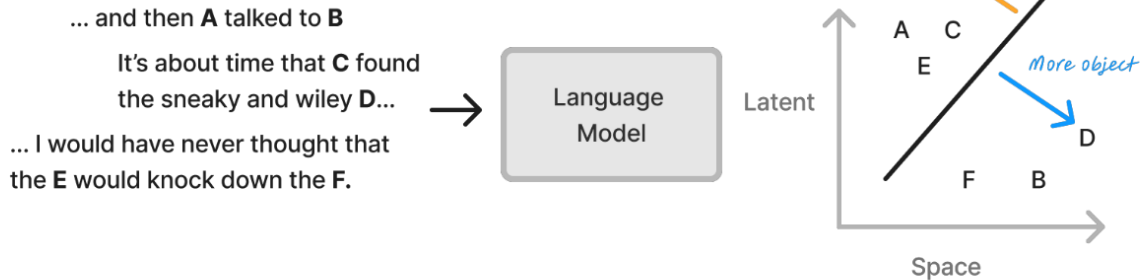 ... and then A talked to B
It's about time that C found
the sneaky and wiley D...
... I would have never thought that
the E would knock down the F.
Language
Model
Latent
A C
E
More object
D
F B
Space